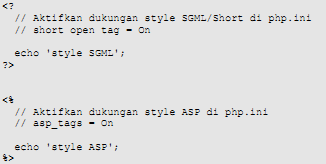 <?
// Aktifkan dukungan style SGML/Short di php.ini
// short open tag = On
echo 'style SGML';
?>
<%
// Aktifkan dukungan style ASP di php.ini
// asp_tags = On
echo 'style ASP';
%>